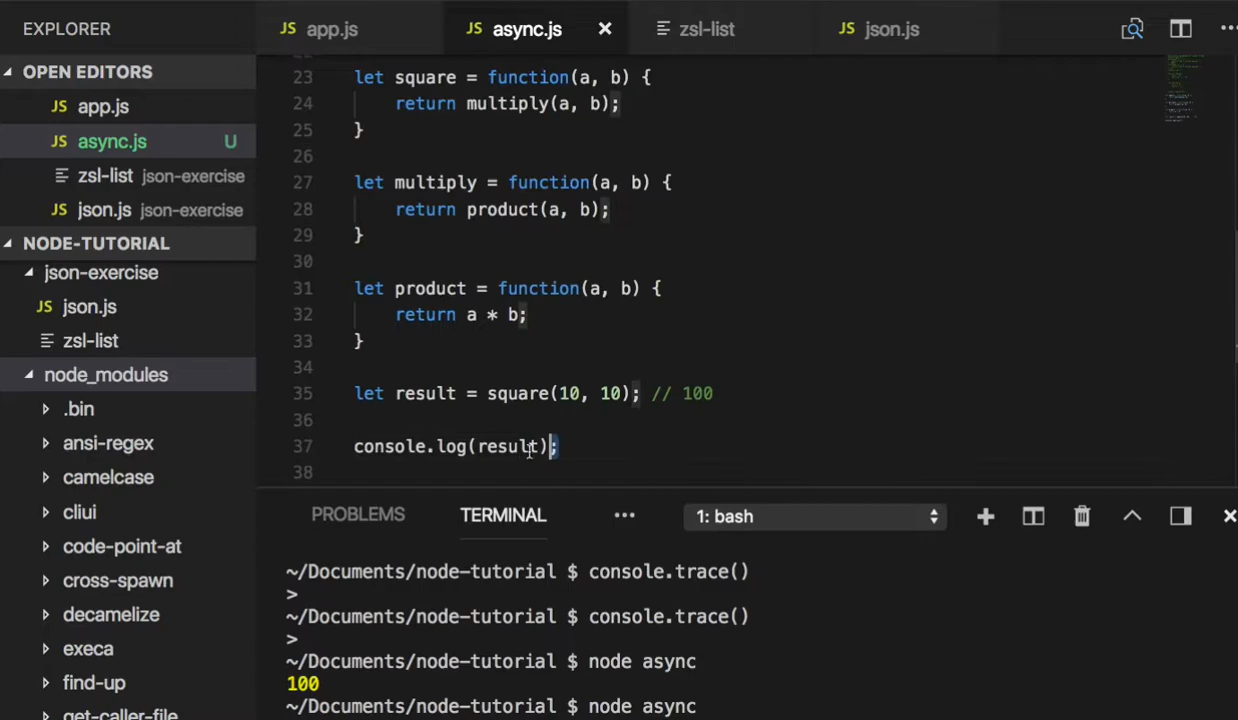 EXPLORER
OPEN EDITORS
JS app.js
JS async.js U
zsl-list json-exercise
JS json.js json-exercise
NODE-TUTORIAL
json-exercise
JS json.js
zsl-list
node_modules
.bin
ansi-regex
camelcase
cliui
code-point-at
cross-spawn
decamelize
execa
find-up
get-caller-file
JS app.js
JS async.js
zsl-list
JS json.js
23 let square = function(a, b) {
24 return multiply(a, b);
25 }
26
27 let multiply = function(a, b) {
28 return product(a, b);
29 }
30
31 let product = function(a, b) {
32 return a * b;
33 }
34
35 let result = square(10, 10); // 100
36
37 console.log(result);
38
PROBLEMS TERMINAL ... 1: bash
~/Documents/node-tutorial $ console.trace()
>
~/Documents/node-tutorial $ console.trace()
>
~/Documents/node-tutorial $ node async
100
~/Documents/node-tutorial $ node async